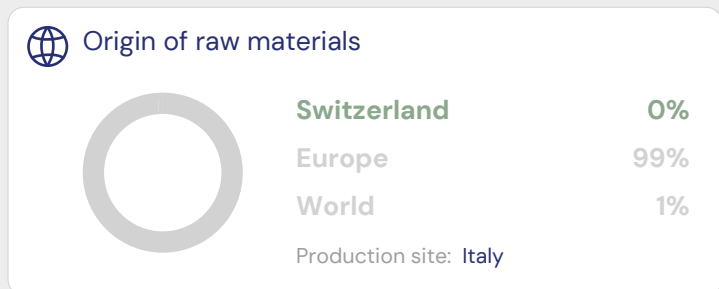 Origin of raw materials
Switzerland 0%
Europe 99%
World 1%
Production site: Italy